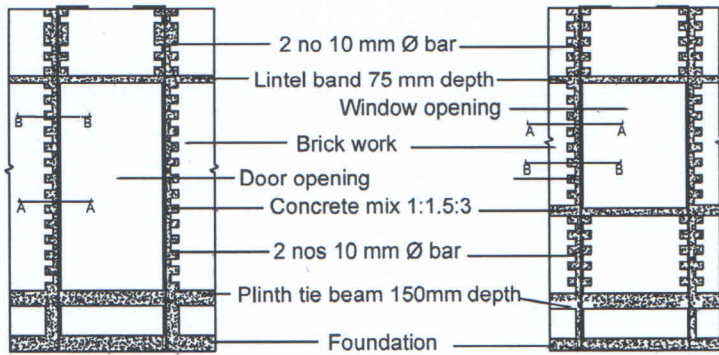 2 no 10 mm Ø bar
Lintel band 75 mm depth
Window opening
B B
A A
Brick work
B B
Door opening
A A
Concrete mix 1:1.5:3
2 nos 10 mm Ø bar
Plinth tie beam 150mm depth
Foundation